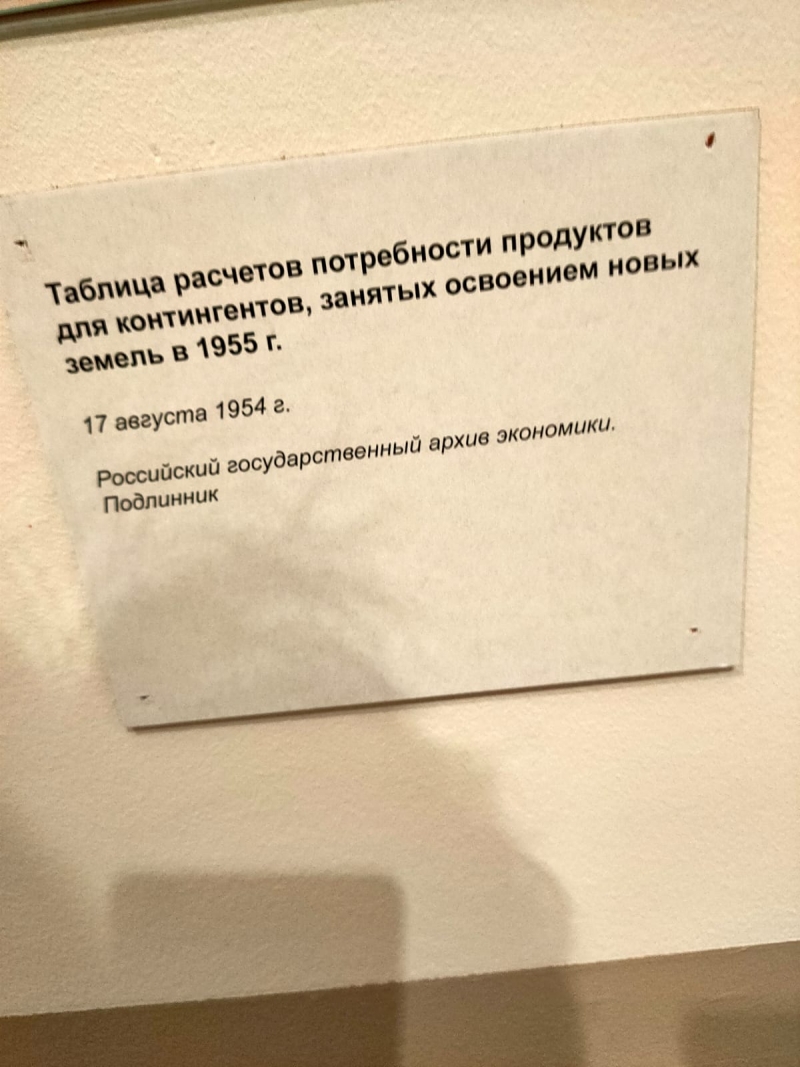 Таблица расчетов потребности продуктов
для контингентов, занятых освоением новых
земель в 1955 г.
17 августа 1954 г.
Российский государственный архив экономики.
Подлинник